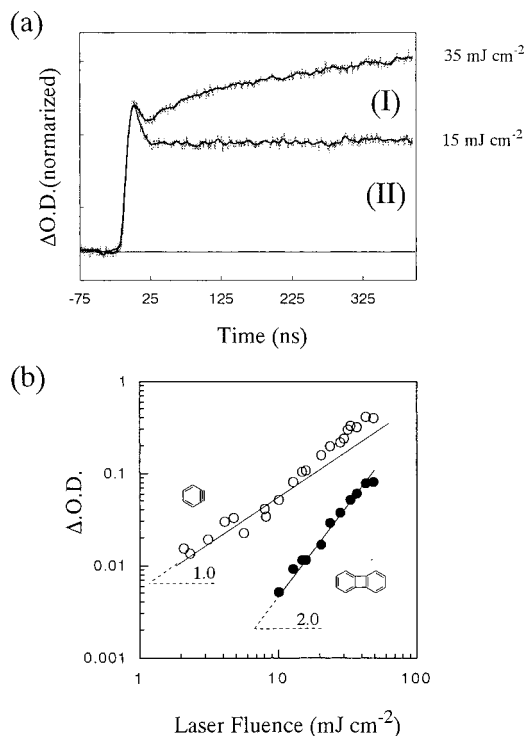 (a)
35 mJ cm-2
(I)
15 mJ cm-2
(II)
ΔO.D.(normarized)
-75 25 125 225 325
Time (ns)
(b)
1
0.1
0.01
0.001
Δ.O.D.
1.0
2.0
1 10 100
Laser Fluence (mJ cm-2)